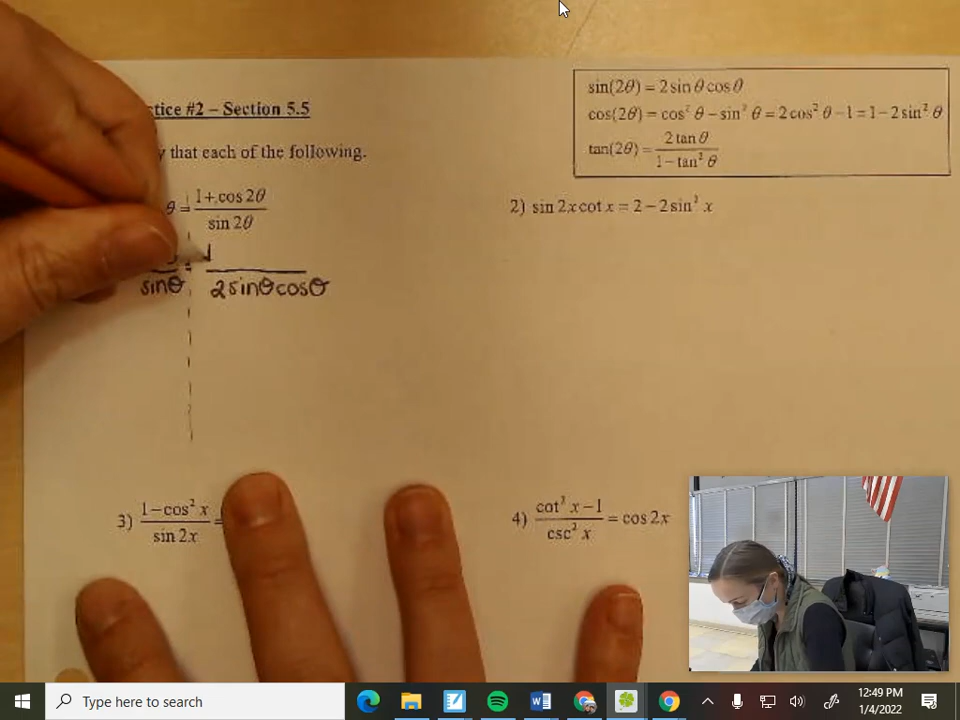 tice #2 – Section 5.5
y that each of the following.
sin(2θ) = 2 sin θ cos θ
cos(2θ) = cos² θ – sin² θ = 2 cos² θ – 1 = 1 – 2 sin² θ
tan(2θ) = 2 tan θ / 1 – tan² θ
θ = 1 + cos 2θ / sin 2θ
2) sin 2x cot x = 2 – 2 sin² x
sinθ = 1 / 2sinθcosθ
3) 1 – cos² x / sin 2x =
4) cot² x – 1 / csc² x = cos 2x
Type here to search
12:49 PM
1/4/2022